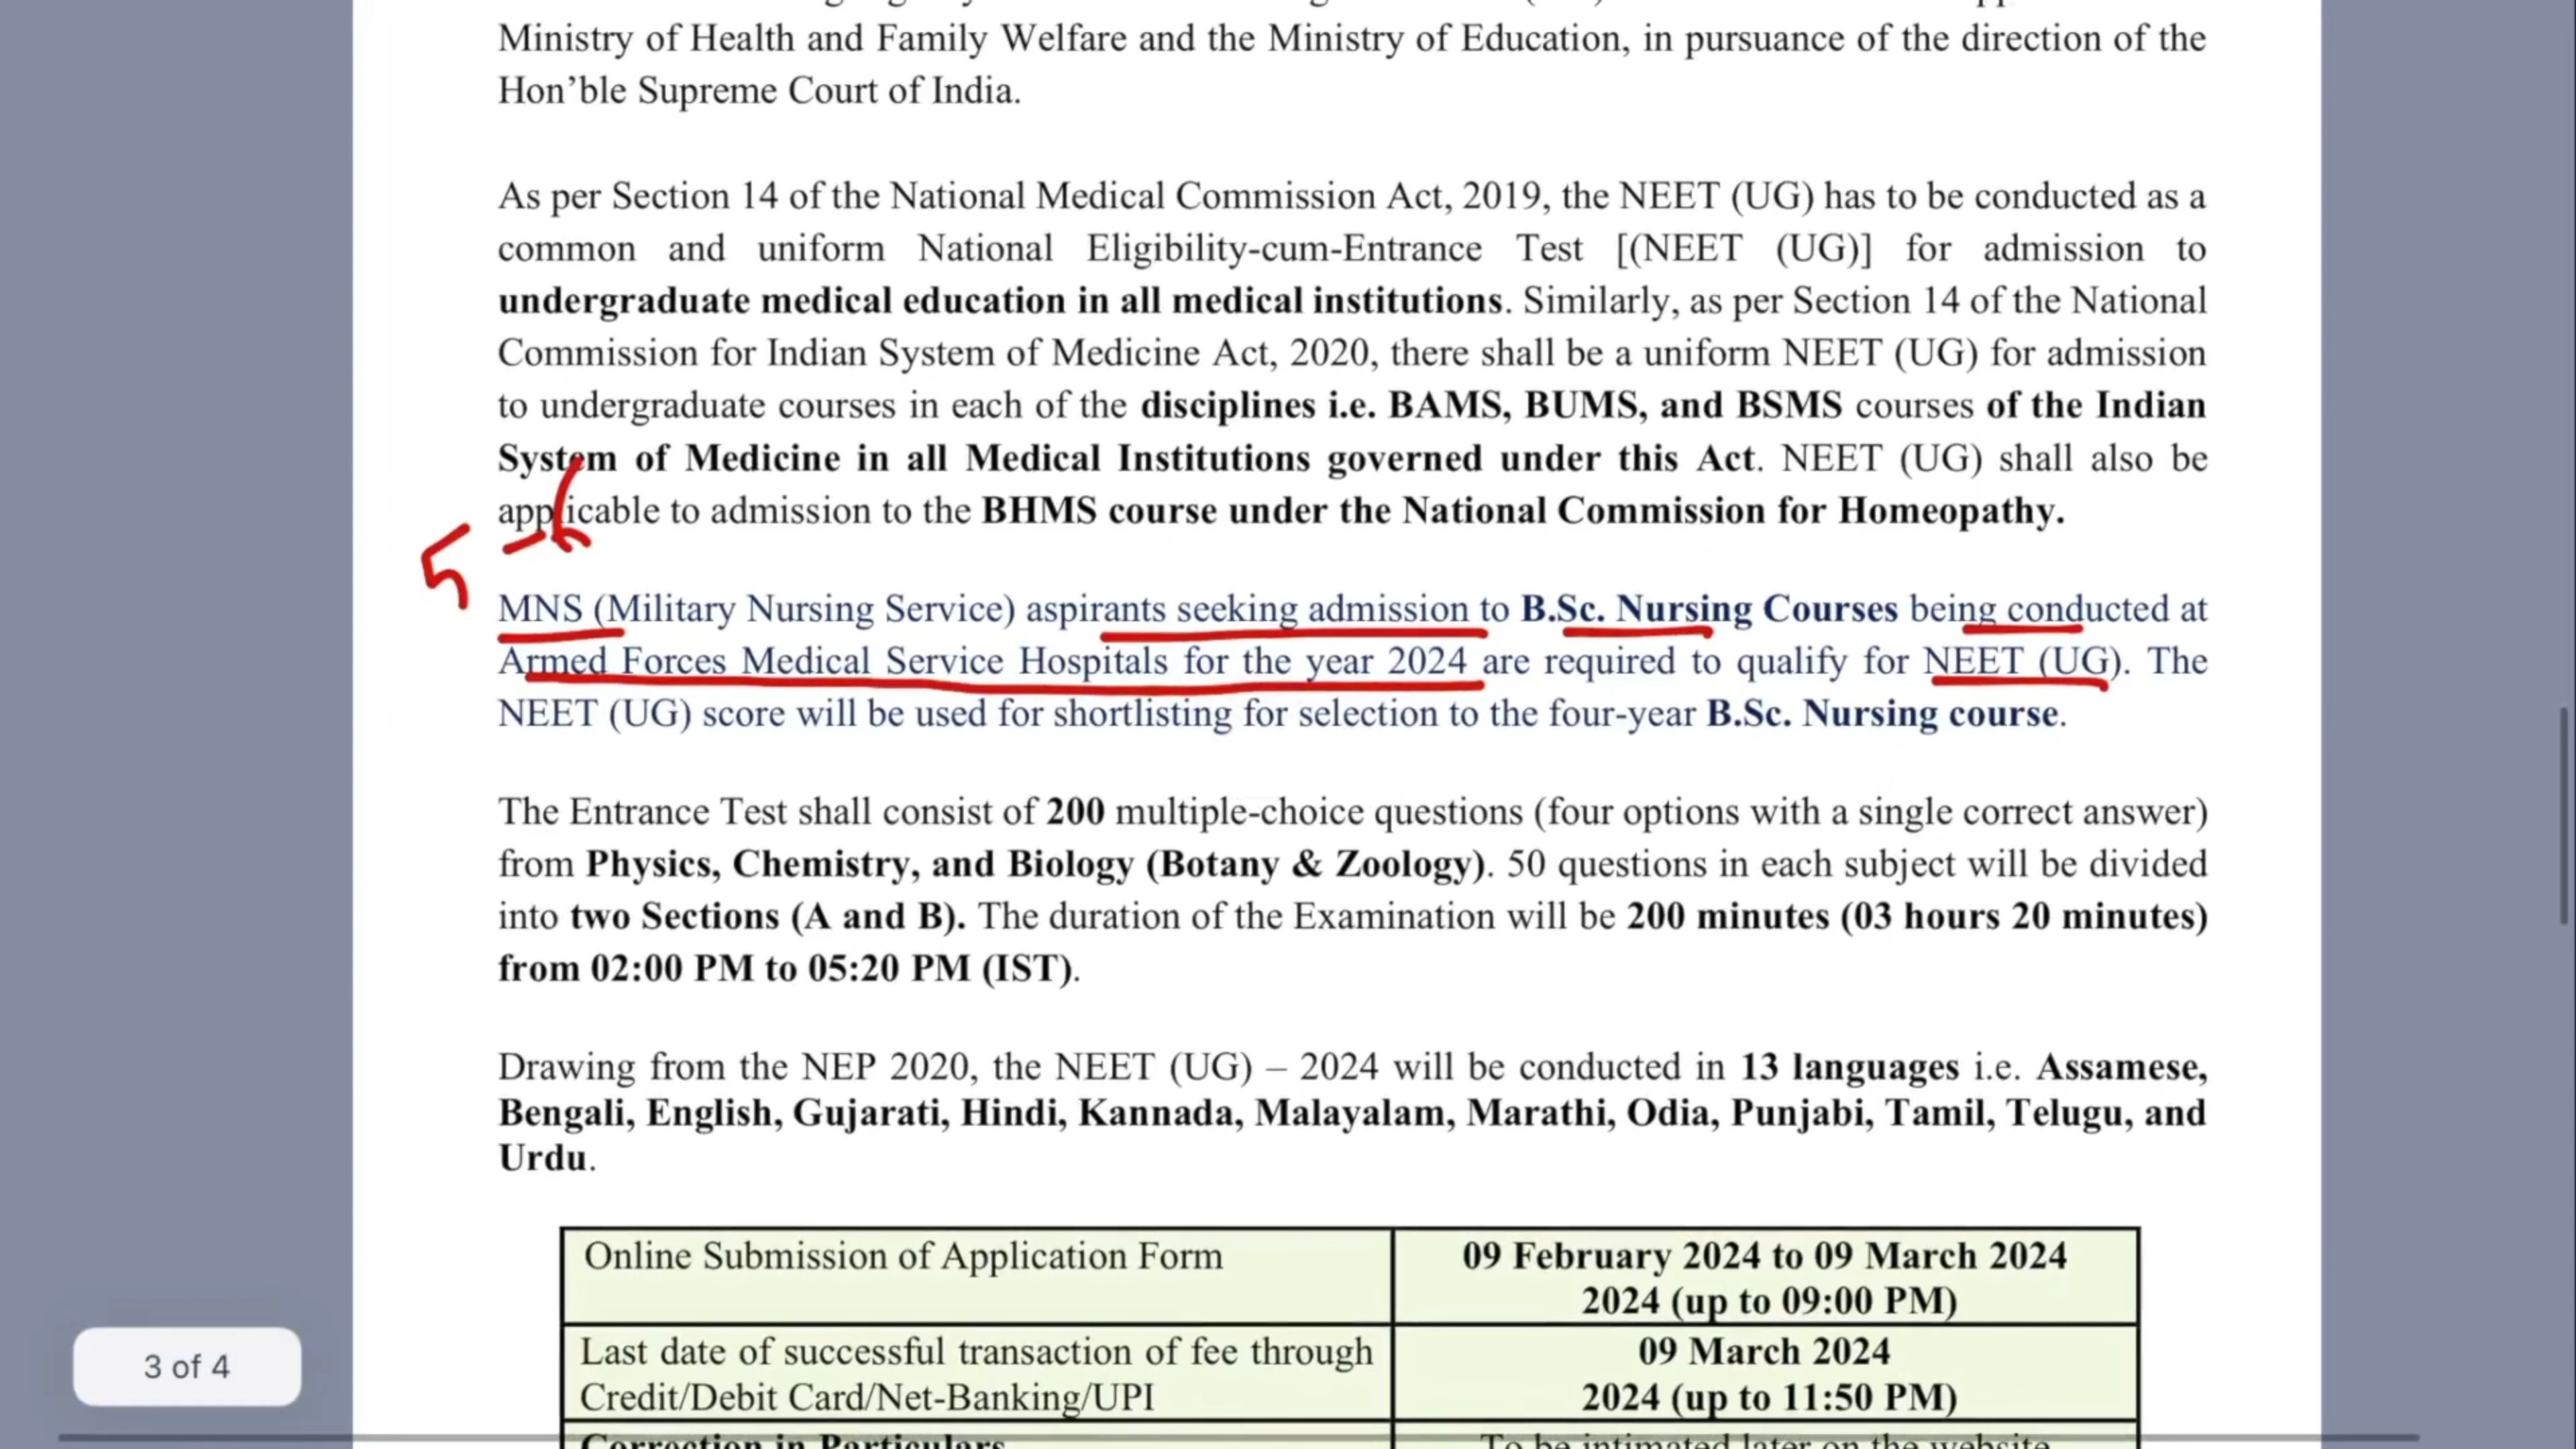 Ministry of Health and Family Welfare and the Ministry of Education, in pursuance of the direction of the
Hon’ble Supreme Court of India.
As per Section 14 of the National Medical Commission Act, 2019, the NEET (UG) has to be conducted as a
common and uniform National Eligibility-cum-Entrance Test [(NEET (UG)] for admission to
undergraduate medical education in all medical institutions. Similarly, as per Section 14 of the National
Commission for Indian System of Medicine Act, 2020, there shall be a uniform NEET (UG) for admission
to undergraduate courses in each of the disciplines i.e. BAMS, BUMS, and BSMS courses of the Indian
System of Medicine in all Medical Institutions governed under this Act. NEET (UG) shall also be
applicable to admission to the BHMS course under the National Commission for Homeopathy.
5-6
MNS (Military Nursing Service) aspirants seeking admission to B.Sc. Nursing Courses being conducted at
Armed Forces Medical Service Hospitals for the year 2024 are required to qualify for NEET (UG). The
NEET (UG) score will be used for shortlisting for selection to the four-year B.Sc. Nursing course.
The Entrance Test shall consist of 200 multiple-choice questions (four options with a single correct answer)
from Physics, Chemistry, and Biology (Botany & Zoology). 50 questions in each subject will be divided
into two Sections (A and B). The duration of the Examination will be 200 minutes (03 hours 20 minutes)
from 02:00 PM to 05:20 PM (IST).
Drawing from the NEP 2020, the NEET (UG) – 2024 will be conducted in 13 languages i.e. Assamese,
Bengali, English, Gujarati, Hindi, Kannada, Malayalam, Marathi, Odia, Punjabi, Tamil, Telugu, and
Urdu.
Online Submission of Application Form
09 February 2024 to 09 March 2024
2024 (up to 09:00 PM)
Last date of successful transaction of fee through
Credit/Debit Card/Net-Banking/UPI
09 March 2024
2024 (up to 11:50 PM)
Correction in Particulars
To be intimated later on the website
3 of 4